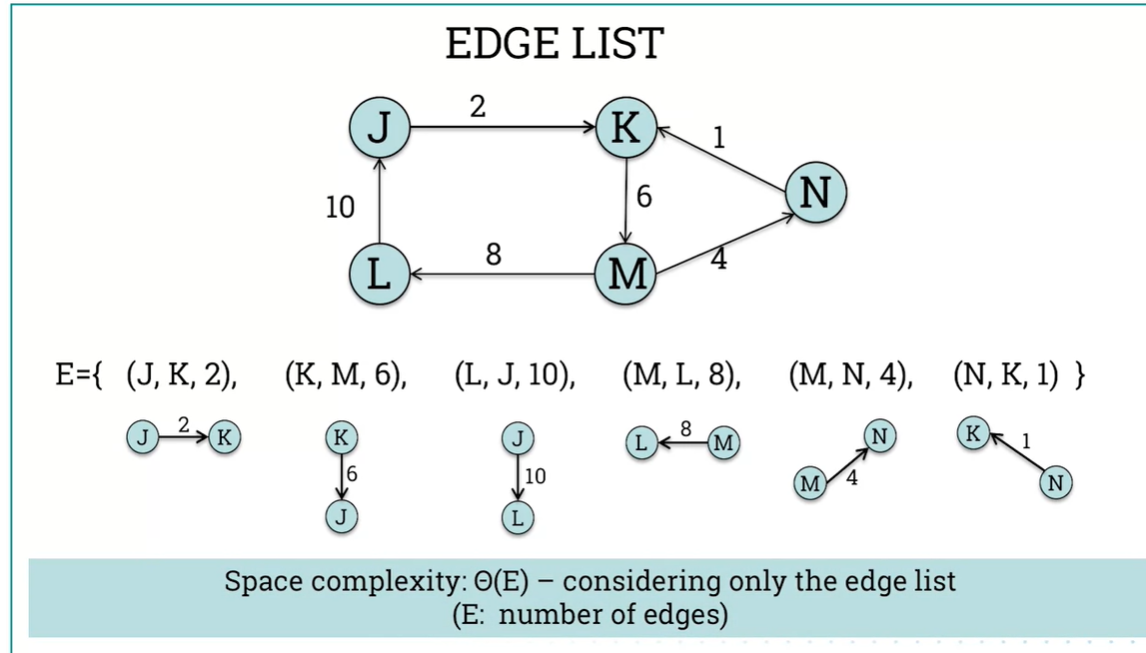 EDGE LIST
J
2
K
1
N
10
6
L
8
M
4
E={ (J, K, 2), (K, M, 6), (L, J, 10), (M, L, 8), (M, N, 4), (N, K, 1) }
J 2 K
K
6
J
J
10
L
L 8 M
N
M 4
K
1
N
Space complexity: Θ(E) – considering only the edge list
(E: number of edges)